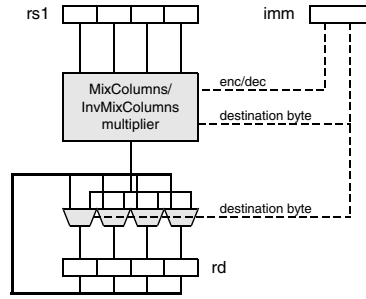 rs1
imm
MixColumns/
InvMixColumns
multiplier
enc/dec
destination byte
destination byte
rd